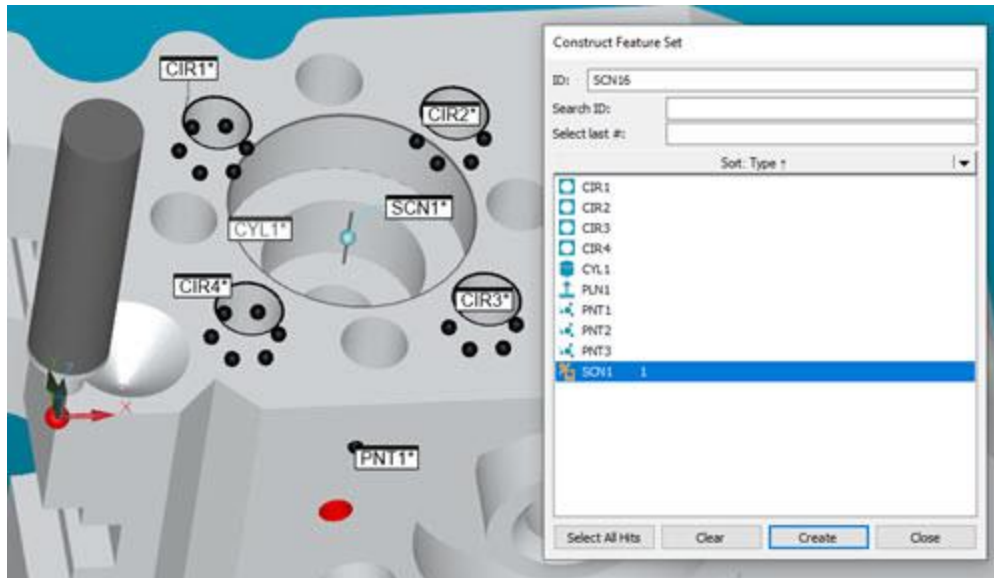 CIR1*
CIR2*
SCN1*
CYL1*
CIR4*
CIR3*
X
PNT1*
Construct Feature Set
ID: SCN16
Search ID:
Select last #:
Sort: Type ↑
CIR1
CIR2
CIR3
CIR4
CYL1
PLN1
PNT1
PNT2
PNT3
SCN1 1
Select All Hits Clear Create Close